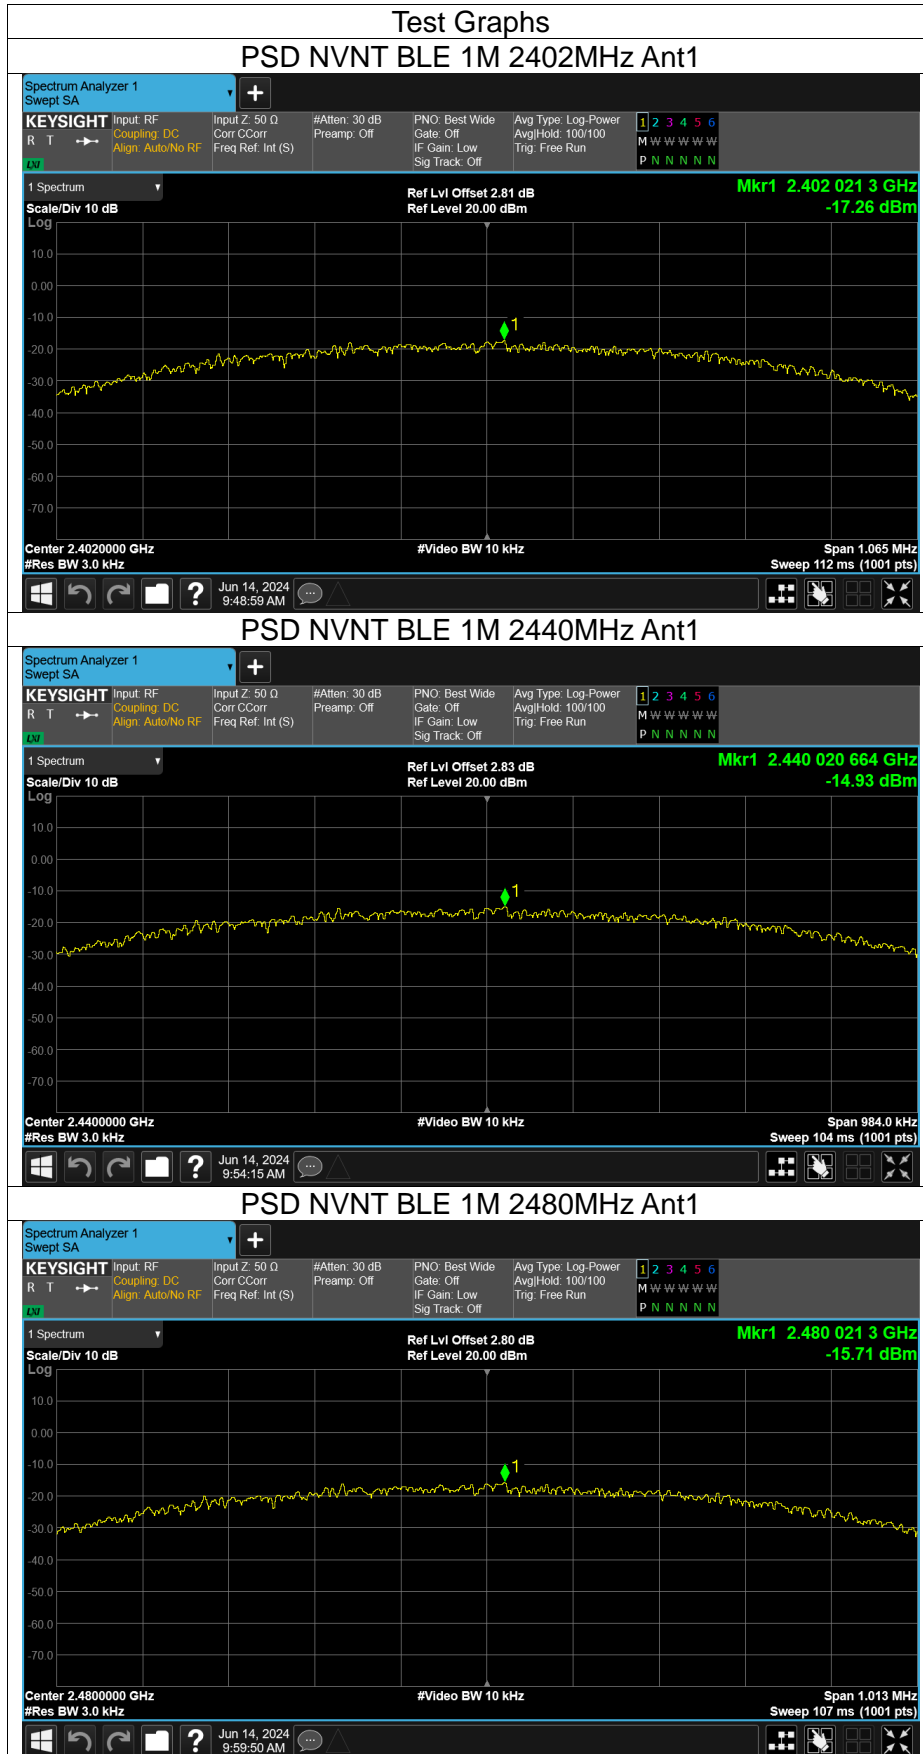 Test Graphs
PSD NVNT BLE 1M 2402MHz Ant1
Spectrum Analyzer 1
Swept SA
+
KEYSIGHT Input: RF Input Z: 50 Ω #Atten: 30 dB PNO: Best Wide Avg Type: Log-Power 1 2 3 4 5 6
R T Coupling: DC Corr CCorr Preamp: Off Gate: Off Avg|Hold: 100/100 M W W W W W
Align: Auto/No RF Freq Ref: Int (S) IF Gain: Low Trig: Free Run
LXI Sig Track: Off P N N N N N
1 Spectrum Ref Lvl Offset 2.81 dB Mkr1 2.402 021 3 GHz
Scale/Div 10 dB Ref Level 20.00 dBm -17.26 dBm
Log
10.0
0.00
1
-10.0
-20.0
-30.0
-40.0
-50.0
-60.0
-70.0
Center 2.4020000 GHz #Video BW 10 kHz Span 1.065 MHz
#Res BW 3.0 kHz Sweep 112 ms (1001 pts)
? Jun 14, 2024
9:48:59 AM
PSD NVNT BLE 1M 2440MHz Ant1
Spectrum Analyzer 1
Swept SA
+
KEYSIGHT Input: RF Input Z: 50 Ω #Atten: 30 dB PNO: Best Wide Avg Type: Log-Power 1 2 3 4 5 6
R T Coupling: DC Corr CCorr Preamp: Off Gate: Off Avg|Hold: 100/100 M W W W W W
Align: Auto/No RF Freq Ref: Int (S) IF Gain: Low Trig: Free Run
LXI Sig Track: Off P N N N N N
1 Spectrum Ref Lvl Offset 2.83 dB Mkr1 2.440 020 664 GHz
Scale/Div 10 dB Ref Level 20.00 dBm -14.93 dBm
Log
10.0
0.00
-10.0 1
-20.0
-30.0
-40.0
-50.0
-60.0
-70.0
Center 2.4400000 GHz #Video BW 10 kHz Span 984.0 kHz
#Res BW 3.0 kHz Sweep 104 ms (1001 pts)
? Jun 14, 2024
9:54:15 AM
PSD NVNT BLE 1M 2480MHz Ant1
Spectrum Analyzer 1
Swept SA
+
KEYSIGHT Input: RF Input Z: 50 Ω #Atten: 30 dB PNO: Best Wide Avg Type: Log-Power 1 2 3 4 5 6
R T Coupling: DC Corr CCorr Preamp: Off Gate: Off Avg|Hold: 100/100 M W W W W W
Align: Auto/No RF Freq Ref: Int (S) IF Gain: Low Trig: Free Run
LXI Sig Track: Off P N N N N N
1 Spectrum Ref Lvl Offset 2.80 dB Mkr1 2.480 021 3 GHz
Scale/Div 10 dB Ref Level 20.00 dBm -15.71 dBm
Log
10.0
0.00
-10.0 1
-20.0
-30.0
-40.0
-50.0
-60.0
-70.0
Center 2.4800000 GHz #Video BW 10 kHz Span 1.013 MHz
#Res BW 3.0 kHz Sweep 107 ms (1001 pts)
? Jun 14, 2024
9:59:50 AM